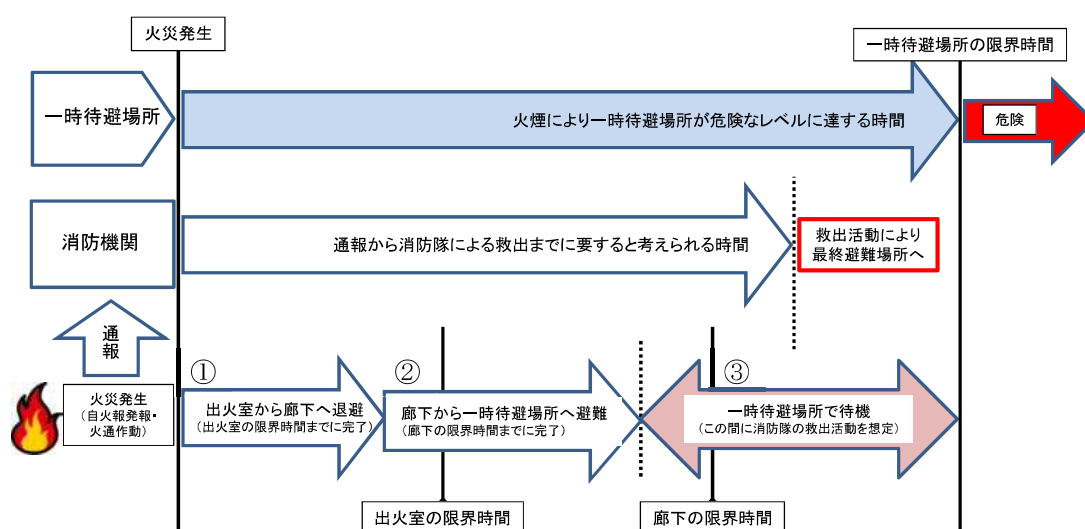 火災発生
一時待避場所の限界時間
一時待避場所
火煙により一時待避場所が危険なレベルに達する時間
危険
消防機関
通報から消防隊による救出までに要すると考えられる時間
救出活動により
最終避難場所へ
通報
火災発生
(自火報発報・
火通作動)
①
出火室から廊下へ退避
(出火室の限界時間までに完了)
②
廊下から一時待避場所へ避難
(廊下の限界時間までに完了)
③
一時待避場所で待機
(この間に消防隊の救出活動を想定)
出火室の限界時間
廊下の限界時間